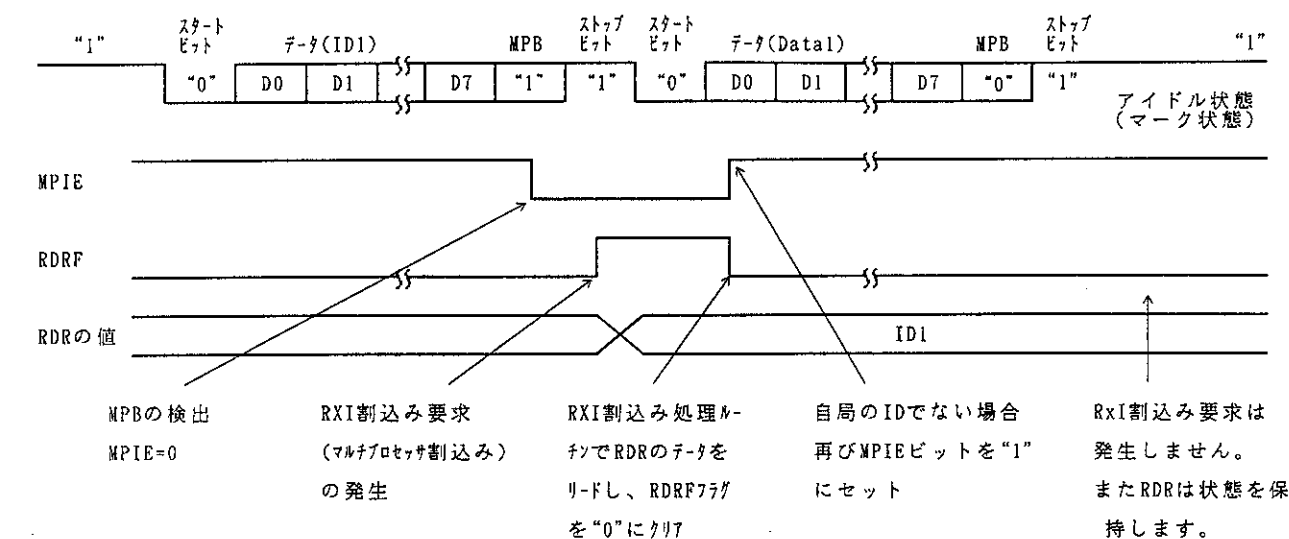 “1”
スタート
ビット
データ(ID1)
MPB
ストップ
ビット
スタート
ビット
データ(Data1)
MPB
ストップ
ビット
“1”
“0” D0 D1 D7 “1” “1” “0” D0 D1 D7 “0” “1”
アイドル状態
(マーク状態)
MPIE
RDRF
RDRの値
ID1
MPBの検出
MPIE=0
RXI割込み要求
(マルチプロセッサ割込み)
の発生
RXI割込み処理ルー
チンでRDRのデータを
リードし、RDRFフラグ
を“0”にクリア
自局のIDでない場合
再びMPIEビットを“1”
にセット
RxI割込み要求は
発生しません。
またRDRは状態を保
持します。